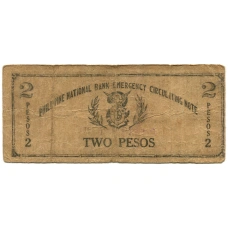 2 2
PHILIPPINE NATIONAL BANK EMERGENCY CIRCULATING NOTE
PESOS PESOS
2 TWO PESOS 2